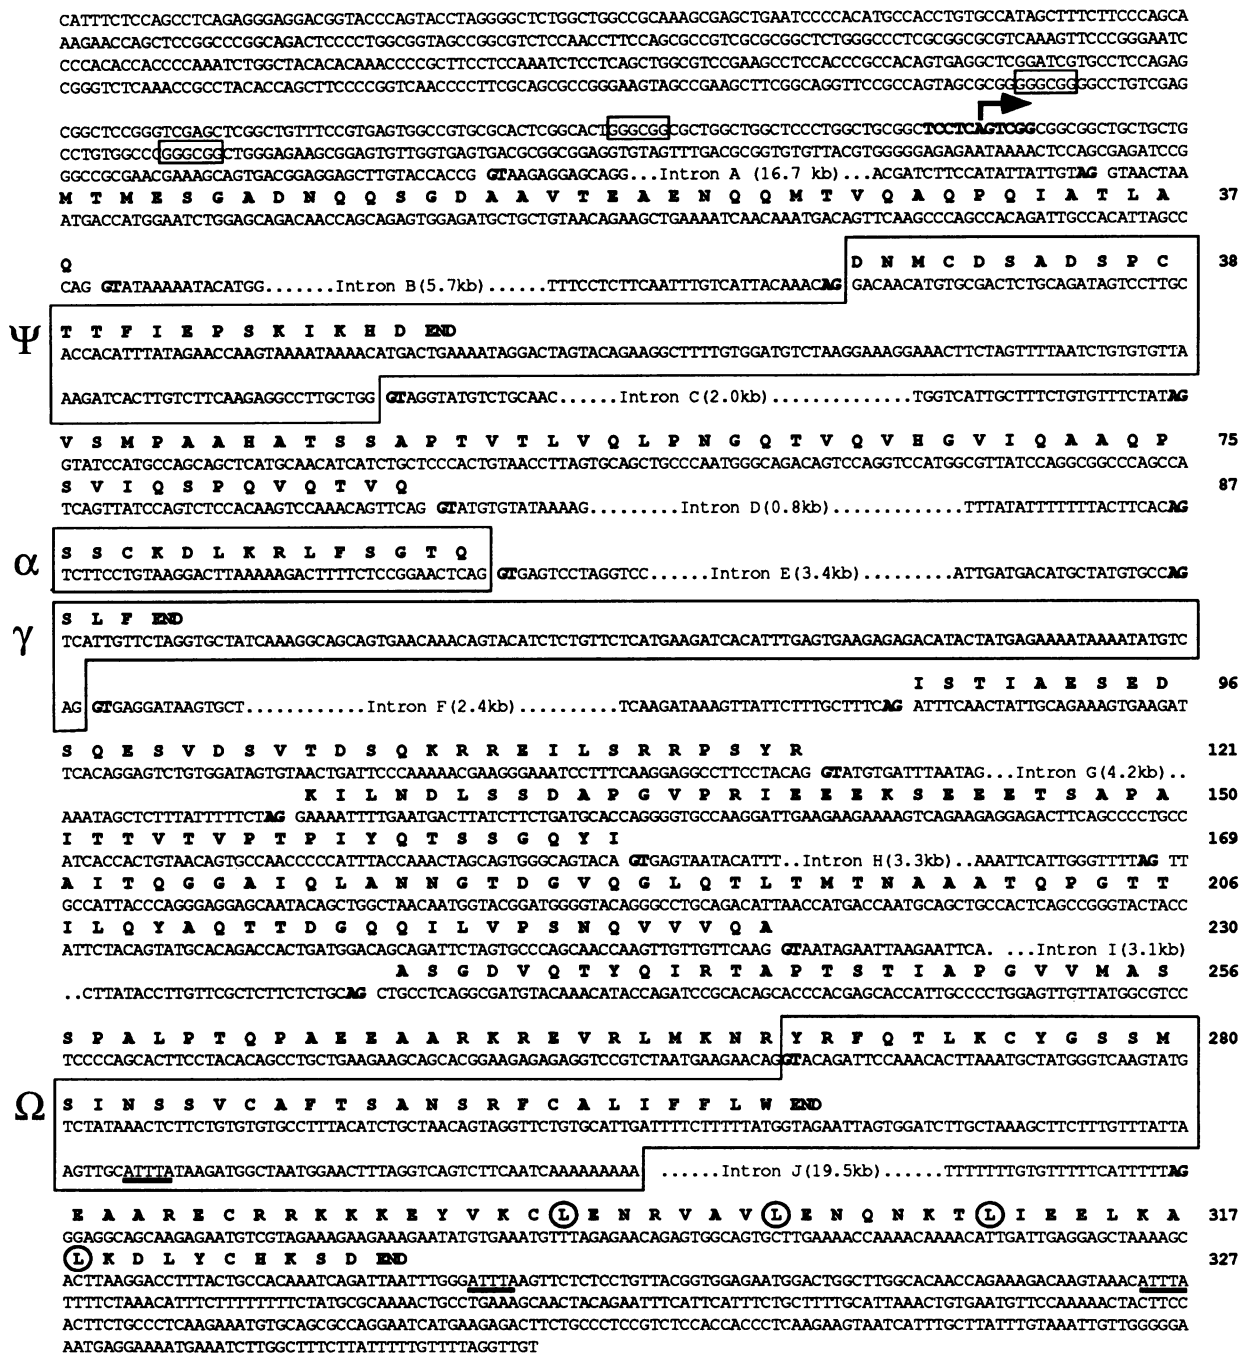 CATTTCTCCAGCCTCAGAGGGAGGACGGTACCCAGTACCTAGGGGCTCTGGCTGGCCGCAAAGCGAGCTGAATCCCCACATGCCACCTGTGCCATAGCTTTCTTCCCAGCA
AAGAACCAGCTCCGGCCCGGCAGACTCCCCTGGCGGTAGCCGGCGTCTCCAACCTTCCAGCGCCGTCGCGCGGCTCTGGGCCCTCGCGGCGCGTCAAAGTTCCCGGGAATC
CCCACACCACCCCAAATCTGGCTACACACAAACCCCGCTTCCTCCAAATCTCCTCAGCTGGCGTCCGAAGCCTCCACCCGCCACAGTGAGGCTCGGATCGTGCCTCCAGAG
CGGGTCTCAAACCGCCTACACCAGCTTCCCCGGTCAACCCCTTCGCAGCGCCGGGAAGTAGCCGAAGCTTCGGCAGGTTCCGCCAGTAGCGCGGGGGCGGGGCCTGTCGAG
CGGCTCCGGGTCGAGCTCGGCTGTTTCCGTGAGTGGCCGTGCGCACTCGGCACTGGGCGGCGCTGGCTGGCTCCCTGGCTGCGGCTCCTCAGTCGGCGGCGGCTGCTGCTG
CCTGTGGCCCGGGCGGCTGGGAGAAGCGGAGTGTTGGTGAGTGACGCGGCGGAGGTGTAGTTTGACGCGGTGTGTTACGTGGGGGAGAGAATAAAACTCCAGCGAGATCCG
GGCCGCGAACGAAAGCAGTGACGGAGGAGCTTGTACCACCG GTAAGAGGAGCAGG...Intron A (16.7 kb)...ACGATCTTCCATATTATTGTAG GTAACTAA
M T M E S G A D N Q Q S G D A A V T E A E N Q Q M T V Q A Q P Q I A T L A 37
ATGACCATGGAATCTGGAGCAGACAACCAGCAGAGTGGAGATGCTGCTGTAACAGAAGCTGAAAATCAACAAATGACAGTTCAAGCCCAGCCACAGATTGCCACATTAGCC
Q D N M C D S A D S P C 38
CAG GTATAAAAATACATGG.......Intron B(5.7kb)......TTTCCTCTTCAATTTGTCATTACAAACAG GACAACATGTGCGACTCTGCAGATAGTCCTTGC
Ψ
T T F I E P S K I K H D END
ACCACATTTATAGAACCAAGTAAAATAAAACATGACTGAAAATAGGACTAGTACAGAAGGCTTTTGTGGATGTCTAAGGAAAGGAAACTTCTAGTTTTAATCTGTGTGTTA
AAGATCACTTGTCTTCAAGAGGCCTTGCTGG GTAGGTATGTCTGCAAC......Intron C(2.0kb)..............TGGTCATTGCTTTCTGTGTTTCTATAG
V S M P A A H A T S S A P T V T L V Q L P N G Q T V Q V H G V I Q A A Q P 75
GTATCCATGCCAGCAGCTCATGCAACATCATCTGCTCCCACTGTAACCTTAGTGCAGCTGCCCAATGGGCAGACAGTCCAGGTCCATGGCGTTATCCAGGCGGCCCAGCCA
S V I Q S P Q V Q T V Q 87
TCAGTTATCCAGTCTCCACAAGTCCAAACAGTTCAG GTATGTGTATAAAAG.........Intron D(0.8kb).............TTTATATTTTTTTACTTCACAG
α
S S C K D L K R L F S G T Q
TCTTCCTGTAAGGACTTAAAAAGACTTTTCTCCGGAACTCAG GTGAGTCCTAGGTCC......Intron E(3.4kb).........ATTGATGACATGCTATGTGCCAG
γ
S L F END
TCATTGTTCTAGGTGCTATCAAAGGCAGCAGTGAACAAACAGTACATCTCTGTTCTCATGAAGATCACATTTGAGTGAAGAGAGACATACTATGAGAAAATAAAATATGTC
I S T I A E S E D 96
AG GTGAGGATAAGTGCT............Intron F(2.4kb)..........TCAAGATAAAGTTATTCTTTGCTTTCAG ATTTCAACTATTGCAGAAAGTGAAGAT
S Q E S V D S V T D S Q K R R E I L S R R P S Y R 121
TCACAGGAGTCTGTGGATAGTGTAACTGATTCCCAAAAACGAAGGGAAATCCTTTCAAGGAGGCCTTCCTACAG GTATGTGATTTAATAG...Intron G(4.2kb)..
K I L N D L S S D A P G V P R I E E E K S E E E T S A P A 150
AAATAGCTCTTTATTTTTCTAG GAAAATTTTGAATGACTTATCTTCTGATGCACCAGGGGTGCCAAGGATTGAAGAAGAAAAGTCAGAAGAGGAGACTTCAGCCCCTGCC
I T T V T V P T P I Y Q T S S G Q Y I 169
ATCACCACTGTAACAGTGCCAACCCCCATTTACCAAACTAGCAGTGGGCAGTACA GTGAGTAATACATTT..Intron H(3.3kb)..AAATTCATTGGGTTTTAG TT
A I T Q G G A I Q L A N N G T D G V Q G L Q T L T M T N A A A T Q P G T T 206
GCCATTACCCAGGGAGGAGCAATACAGCTGGCTAACAATGGTACGGATGGGGTACAGGGCCTGCAGACATTAACCATGACCAATGCAGCTGCCACTCAGCCGGGTACTACC
I L Q Y A Q T T D G Q Q I L V P S N Q V V V Q A 230
ATTCTACAGTATGCACAGACCACTGATGGACAGCAGATTCTAGTGCCCAGCAACCAAGTTGTTGTTCAAG GTAATAGAATTAAGAATTCA. ...Intron I(3.1kb)
A S G D V Q T Y Q I R T A P T S T I A P G V V M A S 256
..CTTATACCTTGTTCGCTCTTCTCTGCAG CTGCCTCAGGCGATGTACAAACATACCAGATCCGCACAGCACCCACGAGCACCATTGCCCCTGGAGTTGTTATGGCGTCC
S P A L P T Q P A E E A A R K R E V R L M K N R Y R F Q T L K C Y G S S M 280
TCCCCAGCACTTCCTACACAGCCTGCTGAAGAAGCAGCACGGAAGAGAGAGGTCCGTCTAATGAAGAACAGGTACAGATTCCAAACACTTAAATGCTATGGGTCAAGTATG
Ω
S I N S S V C A F T S A N S R F C A L I F F L W END
TCTATAAACTCTTCTGTGTGTGCCTTTACATCTGCTAACAGTAGGTTCTGTGCATTGATTTTCTTTTTATGGTAGAATTAGTGGATCTTGCTAAAGCTTCTTTGTTTATTA
AGTTGCATTTATAAGATGGCTAATGGAACTTTAGGTCAGTCTTCAATCAAAAAAAAA ......Intron J(19.5kb)......TTTTTTTGTGTTTTTCATTTTTTAG
E A A R E C R R K K K E Y V K C L E N R V A V L E N Q N K T L I E E L K A 317
GGAGGCAGCAAGAGAATGTCGTAGAAAGAAGAAAGAATATGTGAAATGTTTAGAGAACAGAGTGGCAGTGCTTGAAAACCAAAACAAAACATTGATTGAGGAGCTAAAAGC
L K D L Y C H K S D END 327
ACTTAAGGACCTTTACTGCCACAAATCAGATTAATTTGGGATTTAAGTTCTCTCCTGTTACGGTGGAGAATGGACTGGCTTGGCACAACCAGAAAGACAAGTAAACATTTA
TTTTCTAAACATTTCTTTTTTTTCTATGCGCAAAACTGCCTGAAAGCAACTACAGAATTTCATTCATTTCTGCTTTTGCATTAAACTGTGAATGTTCCAAAAACTACTTCC
ACTTCTGCCCTCAAGAAATGTGCAGCGCCAGGAATCATGAAGAGACTTCTGCCCTCCGTCTCCACCACCCTCAAGAAGTAATCATTTGCTTATTTGTAAATTGTTGGGGGA
AATGAGGAAAATGAAATCTTGGCTTTCTTATTTTTGTTTTAGGTTGT